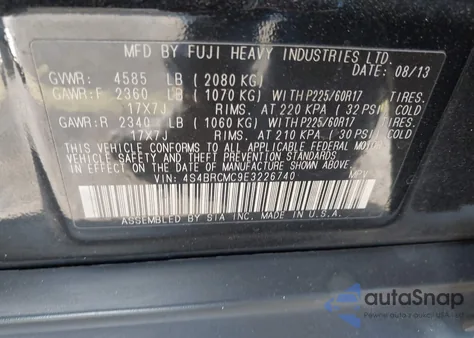 MFD BY FUJI HEAVY INDUSTRIES LTD.
DATE: 08/13
GVWR: 4585 LB (2080 KG)
GAWR:F 2360 LB (1070 KG) WITH P225/60R17 TIRES.
17X7J RIMS. AT 220 KPA (32 PSI) COLD
GAWR:R 2340 LB (1060 KG) WITH P225/60R17 TIRES.
17X7J RIMS. AT 210 KPA (30 PSI) COLD
THIS VEHICLE CONFORMS TO ALL APPLICABLE FEDERAL MOTOR
VEHICLE SAFETY AND THEFT PREVENTION STANDARDS
IN EFFECT ON THE DATE OF MANUFACTURE SHOWN ABOVE.
VIN: 4S4BRCMC9E3226740 MPV
ASSEMBLED BY SIA INC. MADE IN U.S.A.
autoSnap
Pewne auto z USA